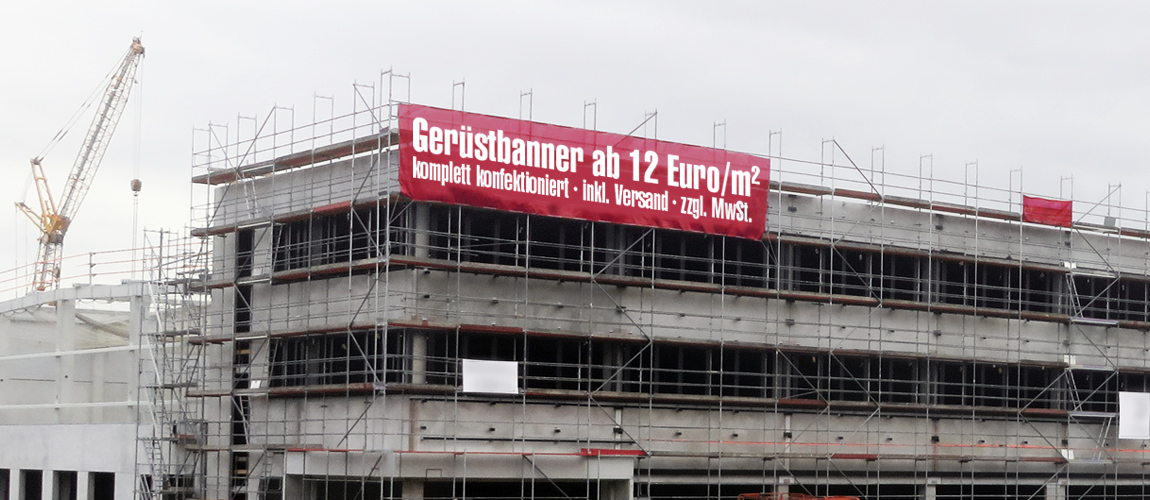 Gerüstbanner ab 12 Euro/m²
komplett konfektioniert · inkl. Versand · zzgl. MwSt.